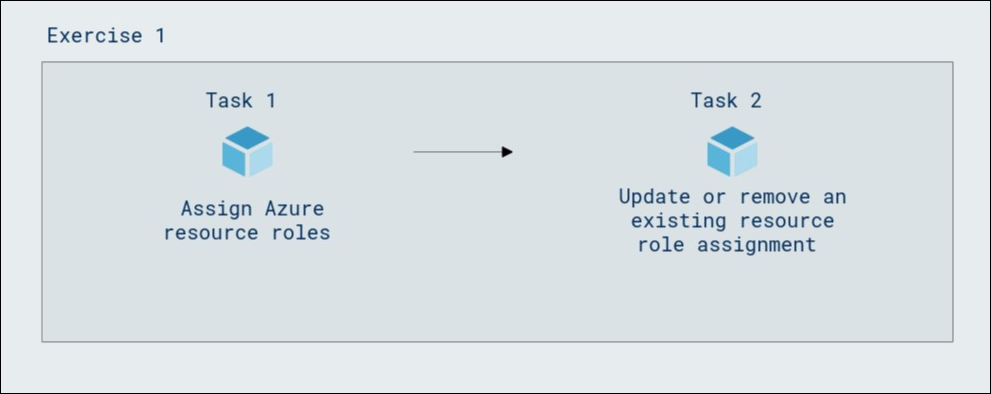 Exercise 1
Task 1
Assign Azure
resource roles
Task 2
Update or remove an
existing resource
role assignment